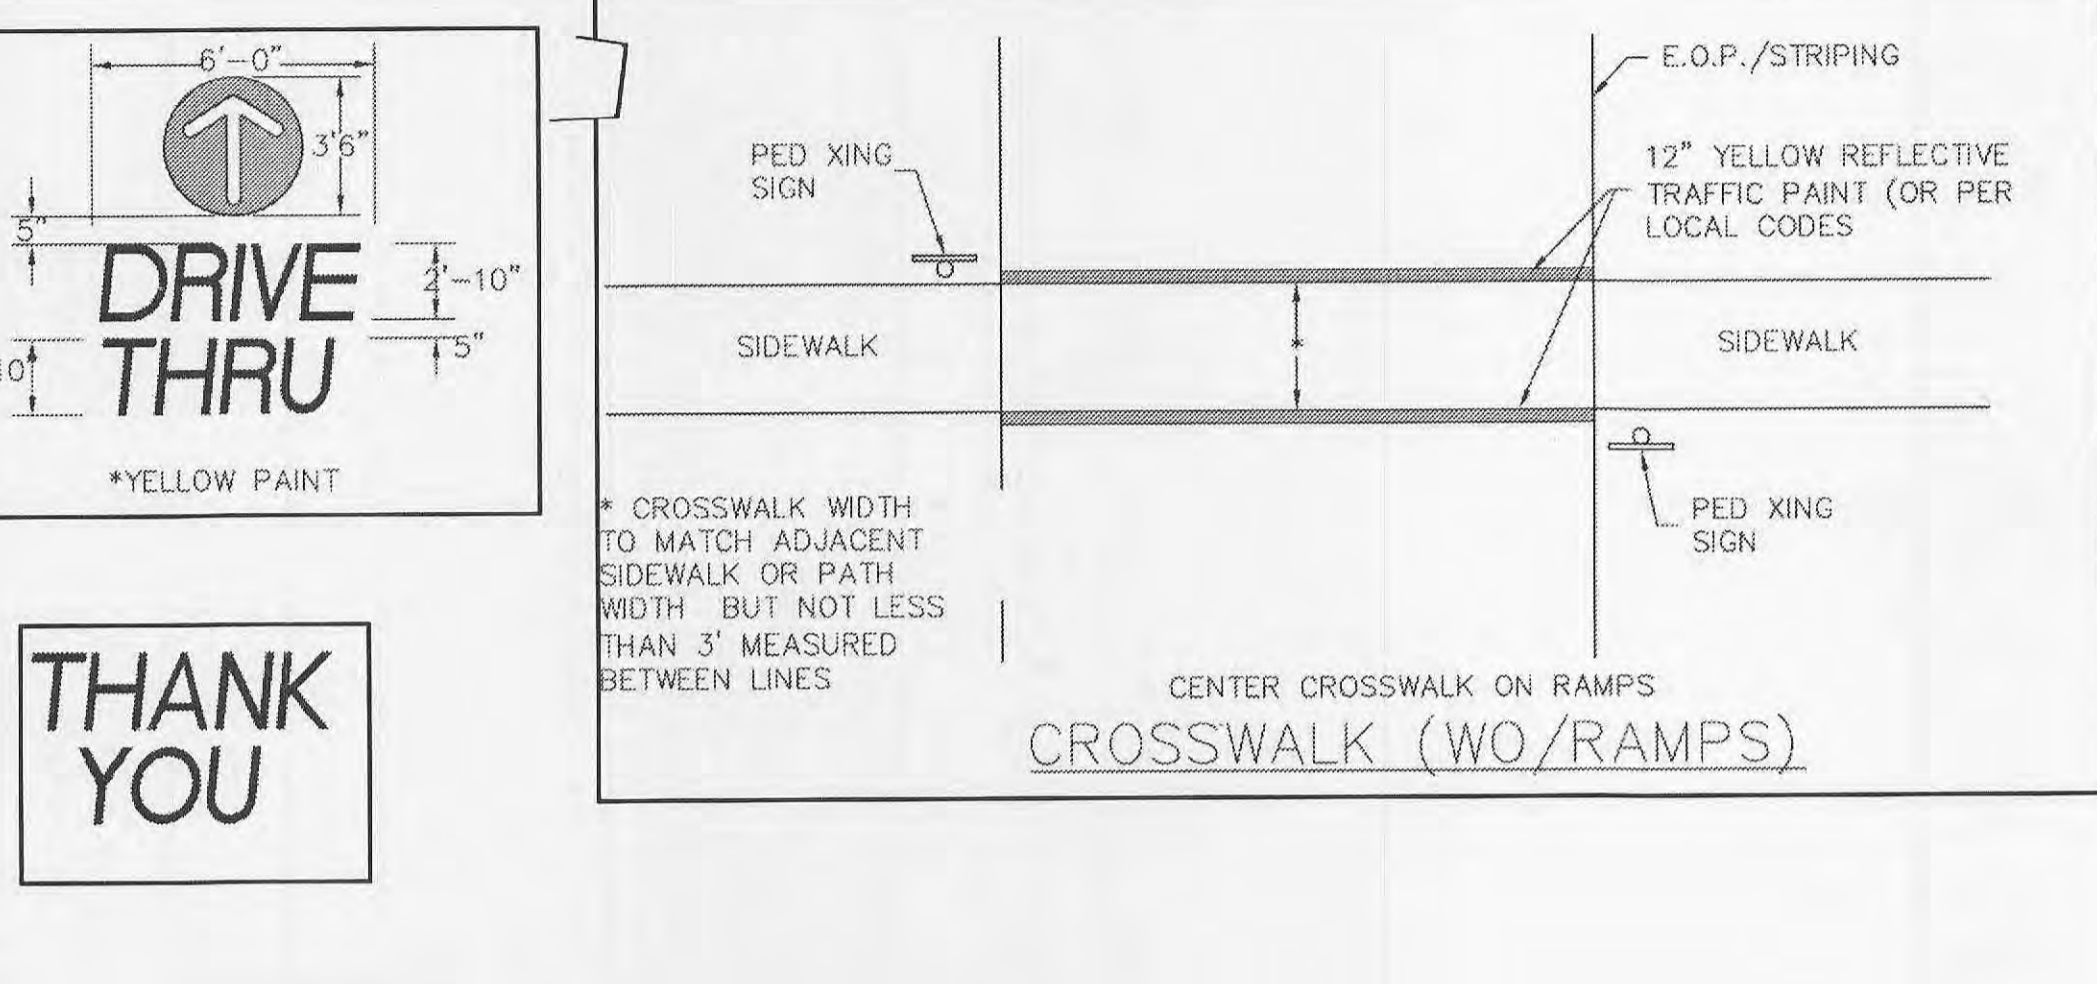 6'-0"
3'6"
5"
DRIVE
2'-10"
THRU
5"
10"
*YELLOW PAINT
THANK
YOU
E.O.P./STRIPING
PED XING
SIGN
12" YELLOW REFLECTIVE
TRAFFIC PAINT (OR PER
LOCAL CODES
SIDEWALK
*
SIDEWALK
PED XING
SIGN
* CROSSWALK WIDTH
TO MATCH ADJACENT
SIDEWALK OR PATH
WIDTH BUT NOT LESS
THAN 3' MEASURED
BETWEEN LINES
CENTER CROSSWALK ON RAMPS
CROSSWALK (WO/RAMPS)